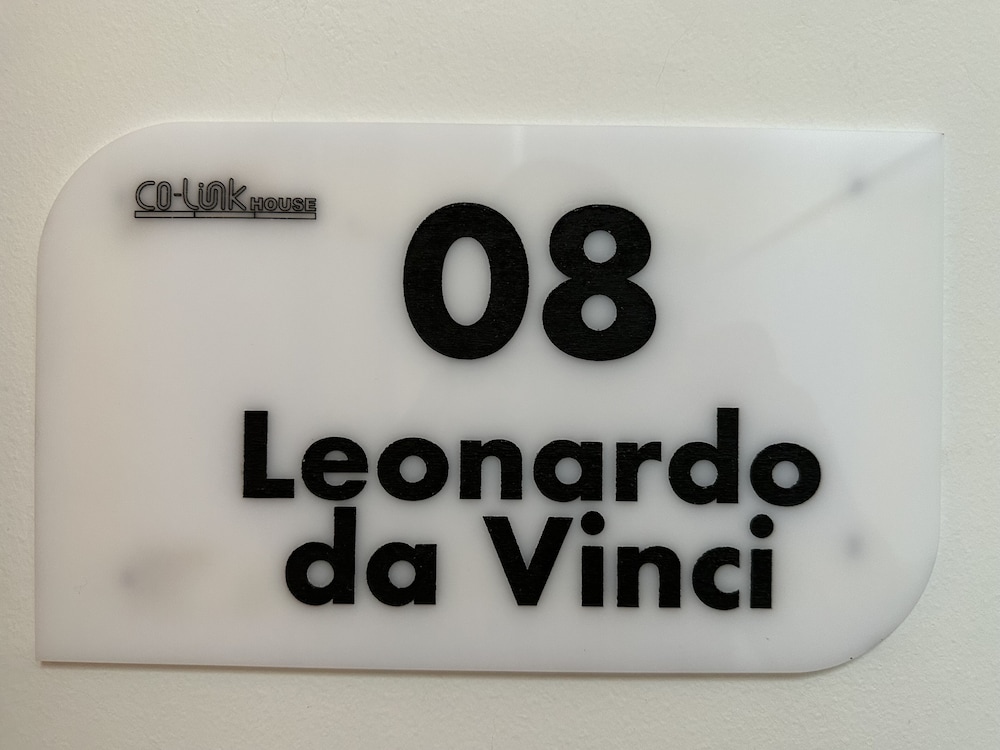 CO-Link HOUSE
08
Leonardo
da Vinci